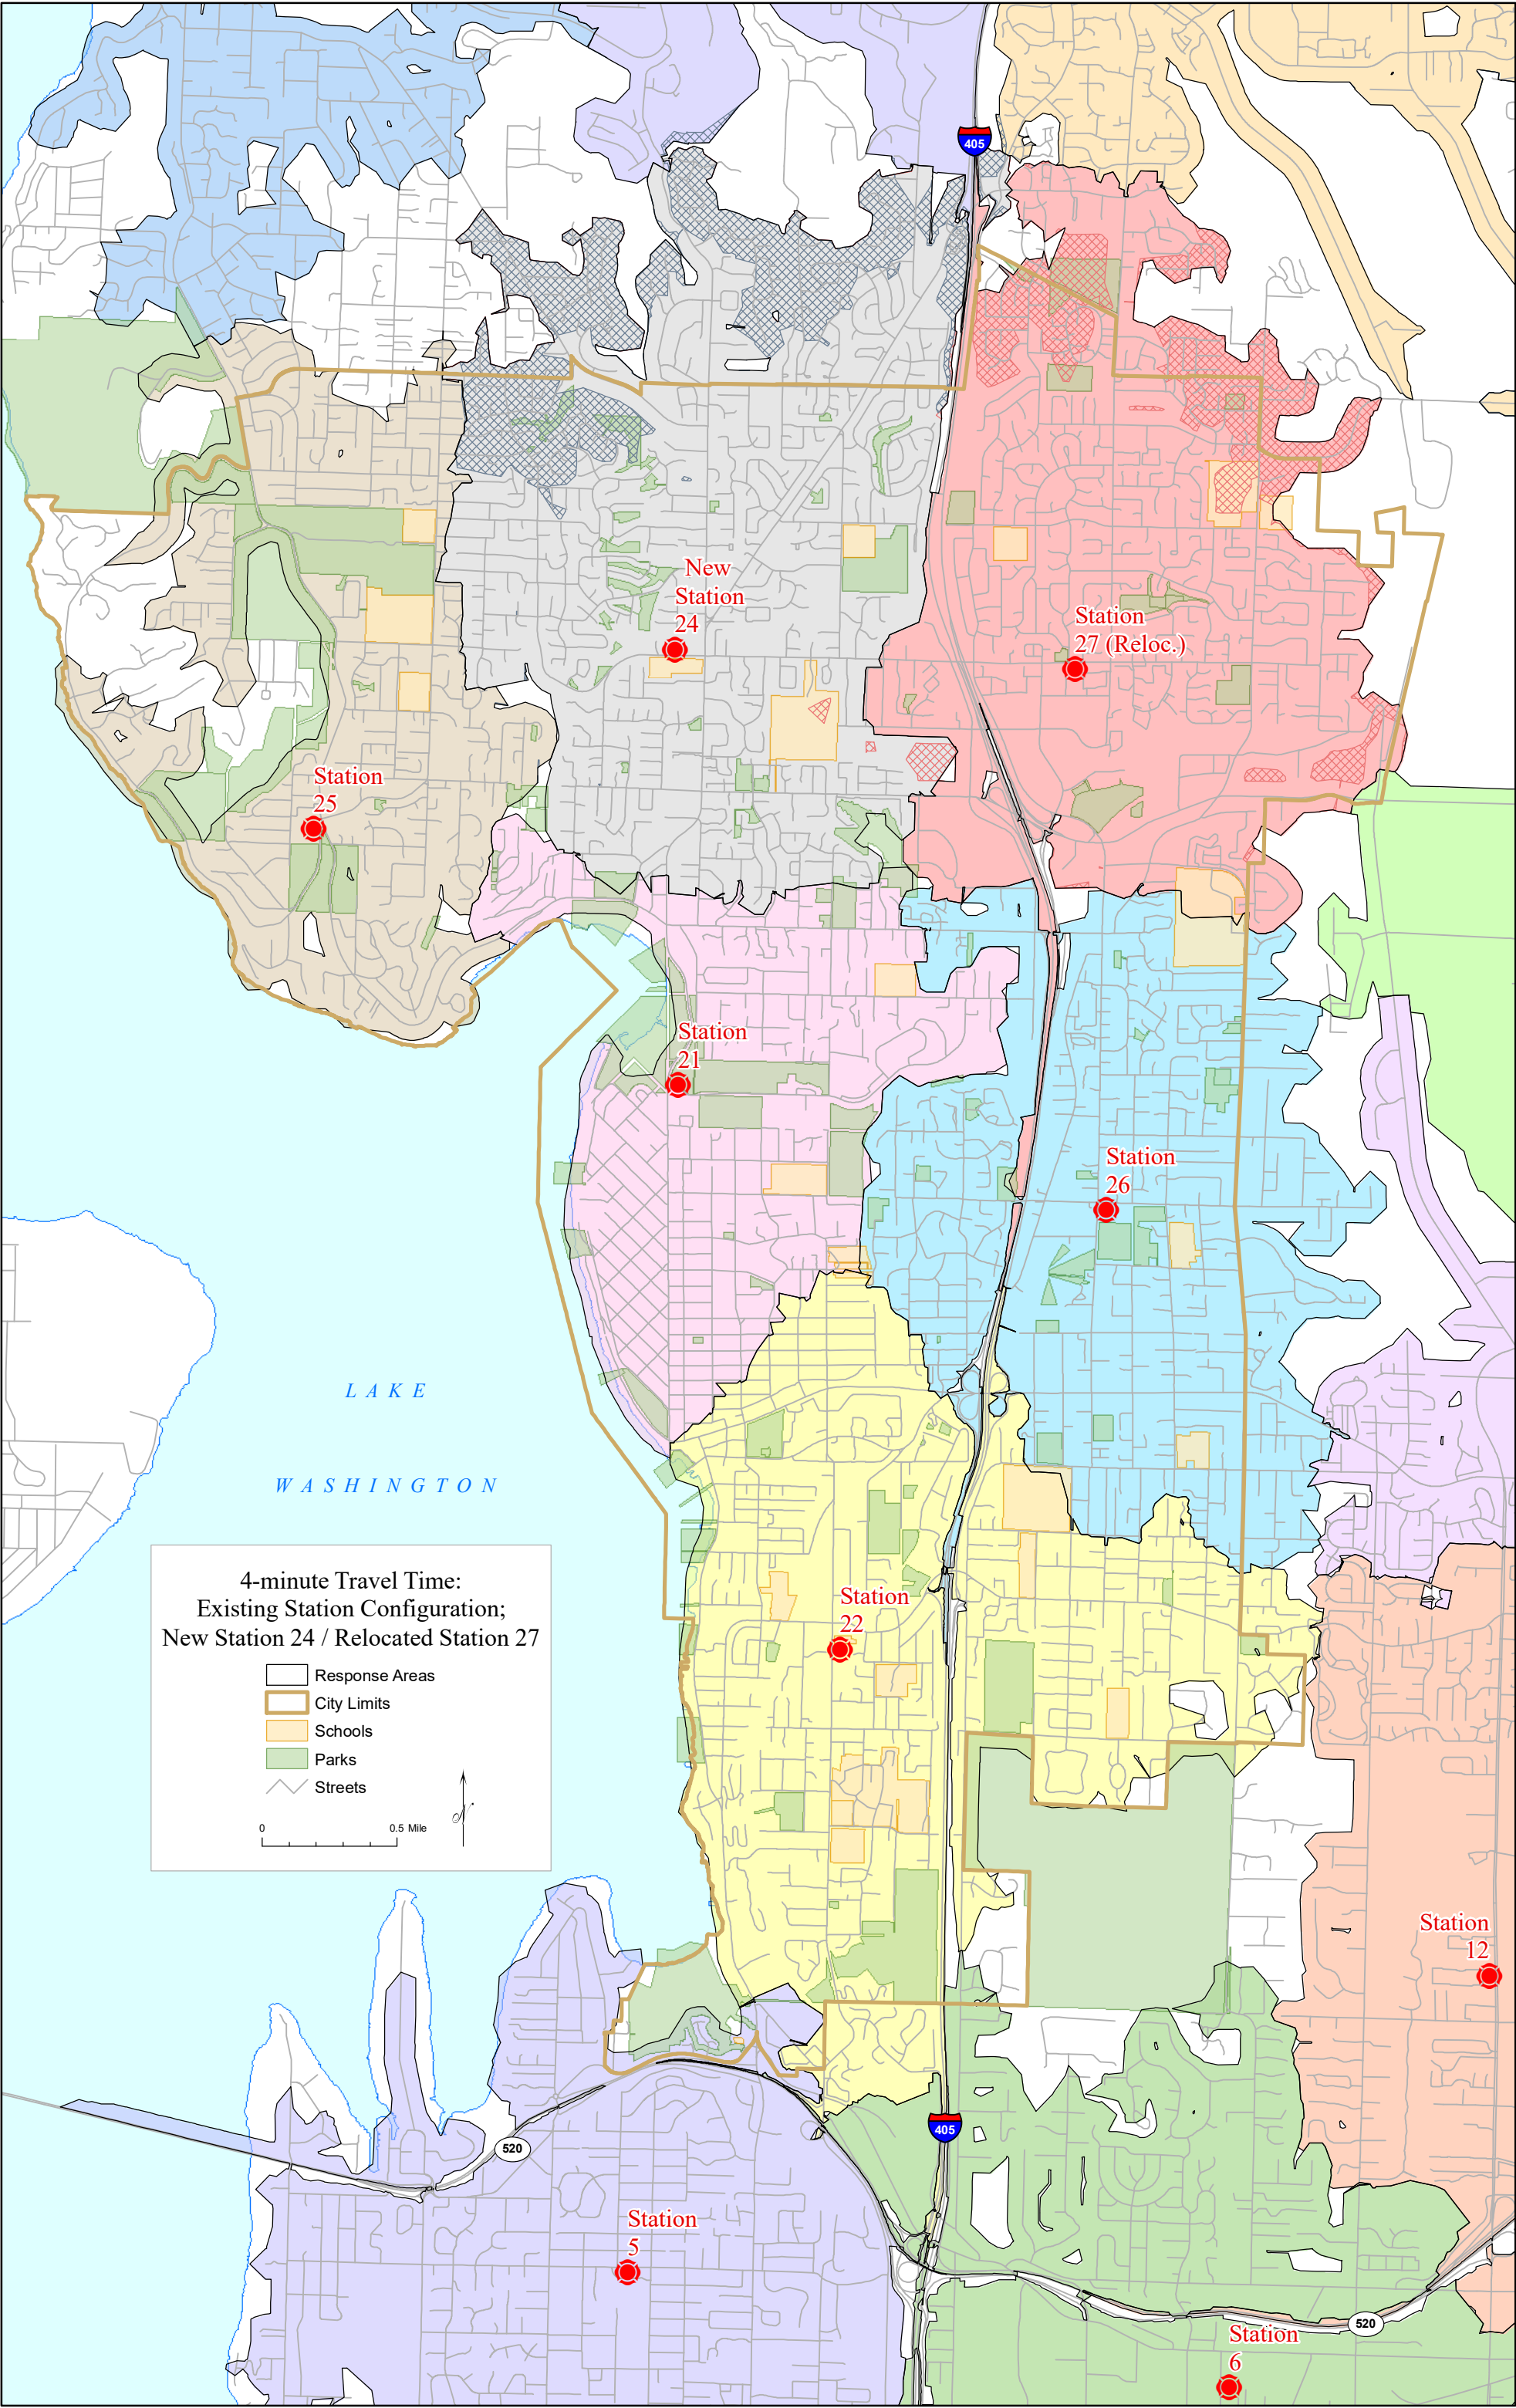 405
New
Station
24
Station
27 (Reloc.)
Station
25
Station
21
Station
26
LAKE
WASHINGTON
4-minute Travel Time:
Existing Station Configuration;
New Station 24 / Relocated Station 27
Response Areas
City Limits
Schools
Parks
Streets
0 0.5 Mile
N
Station
22
Station
12
405
520
Station
5
520
Station
6